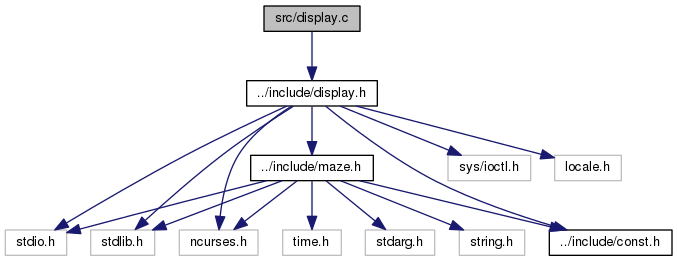 src/display.c
../include/display.h
../include/maze.h
sys/ioctl.h
locale.h
stdio.h
stdlib.h
ncurses.h
time.h
stdarg.h
string.h
../include/const.h